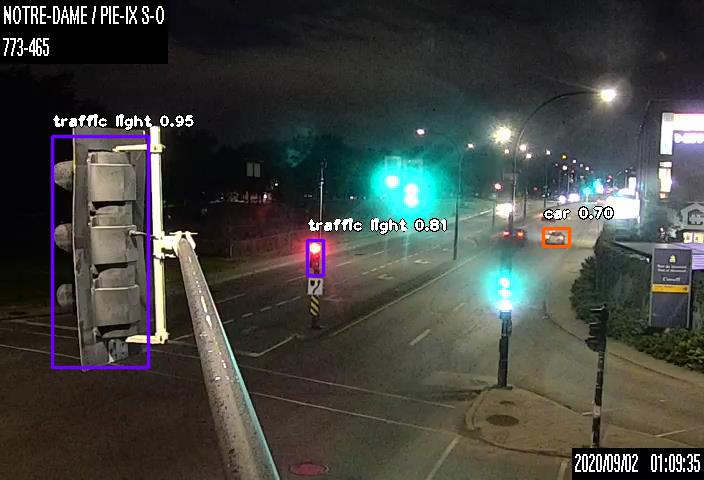 NOTRE-DAME / PIE-IX S-O
773-465
traffic light 0.95
traffic light 0.81
car 0.70
Canada
2020/09/02 01:09:35